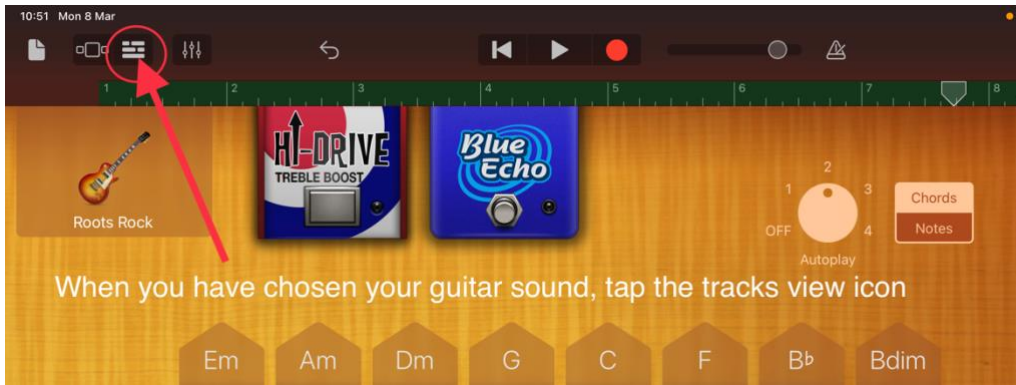 10:51 Mon 8 Mar
1 2 3 4 5 6 7 8
HI-DRIVE
TREBLE BOOST
Blue
Echo
Roots Rock
1 2 3
OFF 4
Autoplay
Chords
Notes
When you have chosen your guitar sound, tap the tracks view icon
Em Am Dm G C F B♭ Bdim